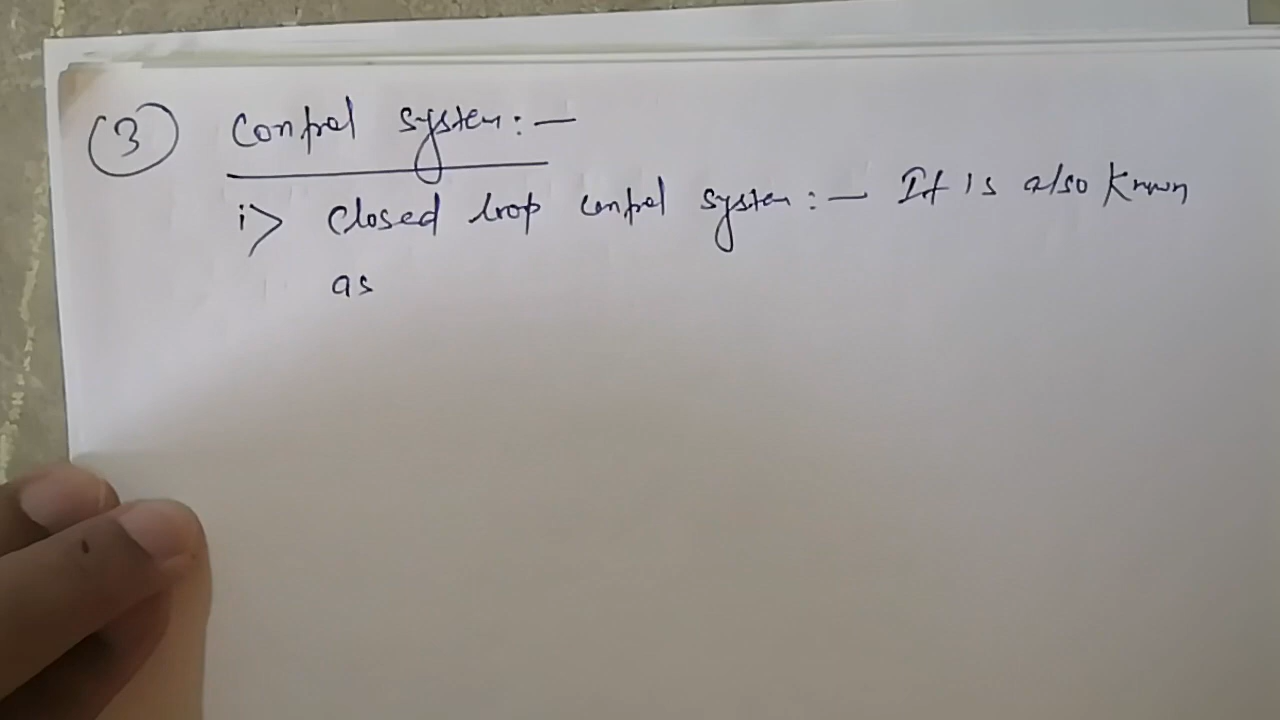 (3) Control system:-
i> Closed loop control system:- It is also known
as